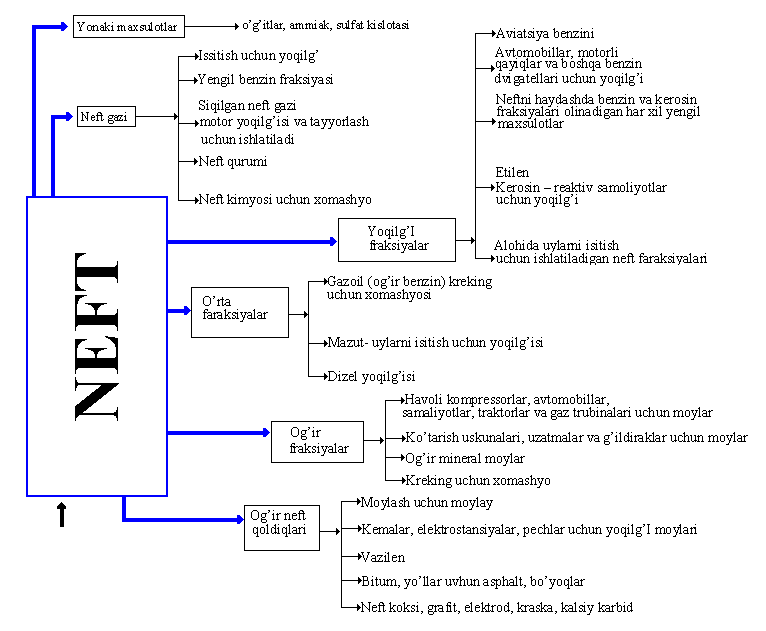 Yonaki maxsulotlar
o'g'itlar, ammiak, sulfat kislotasi
Neft gazi
Issitish uchun yoqilg'
Yengil benzin fraksiyasi
Siqilgan neft gazi
motor yoqilg'isi va tayyorlash
uchun ishlatiladi
Neft qurumi
Neft kimyosi uchun xomashyo
Yoqilg'I
fraksiyalar
Aviatsiya benzini
Avtomobillar, motorli
qayiqlar va boshqa benzin
dvigatellari uchun yoqilg'i
Neftni haydashda benzin va kerosin
fraksiyalari olinadigan har xil yengil
maxsulotlar
Etilen
Kerosin – reaktiv samoliyotlar
uchun yoqilg'i
Alohida uylarni isitish
uchun ishlatiladigan neft faraksiyalari
NEFT
O'rta
faraksiyalar
Gazoil (og'ir benzin) kreking
uchun xomashyosi
Mazut- uylarni isitish uchun yoqilg'isi
Dizel yoqilg'isi
Og'ir
fraksiyalar
Havoli kompressorlar, avtomobillar,
samaliyotlar, traktorlar va gaz trubinalari uchun moylar
Ko'tarish uskunalari, uzatmalar va g'ildiraklar uchun moylar
Og'ir mineral moylar
Kreking uchun xomashyo
Og'ir neft
qoldiqlari
Moylash uchun moylay
Kemalar, elektrostansiyalar, pechlar uchun yoqilg'I moylari
Vazilen
Bitum, yo'llar uvhun asphalt, bo'yoqlar
Neft koksi, grafit, elektrod, kraska, kalsiy karbid